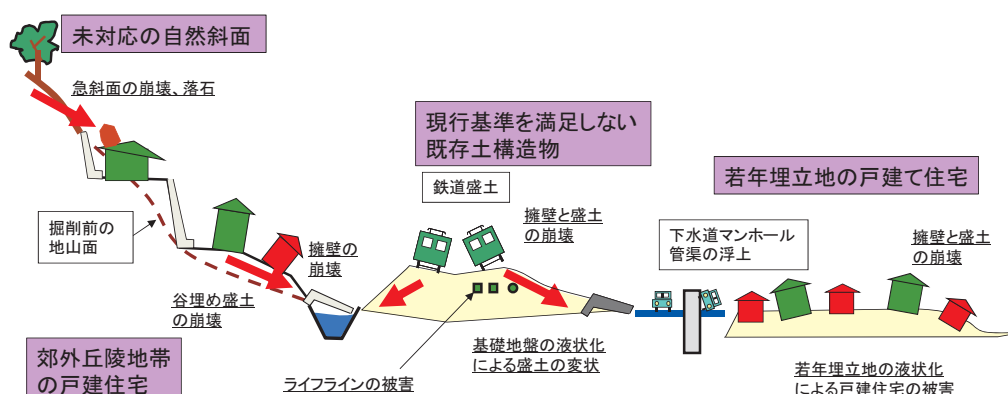 未対応の自然斜面
急斜面の崩壊、落石
現行基準を満足しない
既存土構造物
若年埋立地の戸建て住宅
鉄道盛土
掘削前の
地山面
擁壁の
崩壊
擁壁と盛土
の崩壊
下水道マンホール
管渠の浮上
擁壁と盛土
の崩壊
谷埋め盛土
の崩壊
郊外丘陵地帯
の戸建住宅
ライフラインの被害
基礎地盤の液状化
による盛土の変状
若年埋立地の液状化
による戸建住宅の被害